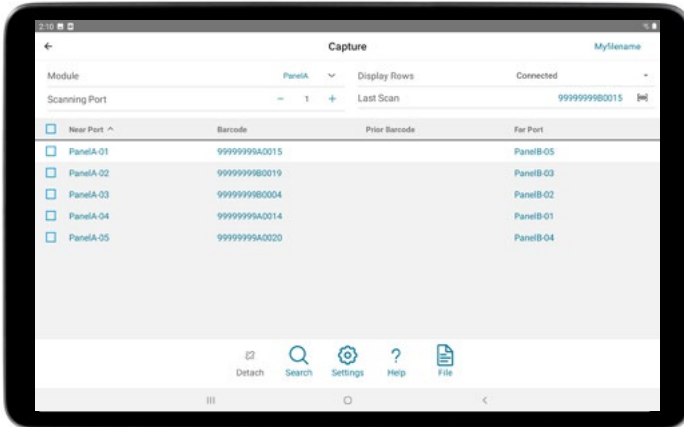 2:10
Capture
Myfilename
Module PanelA Display Rows Connected
Scanning Port - 1 + Last Scan 99999999B0015
Near Port Barcode Prior Barcode Far Port
PanelA-01 99999999A0015 PanelB-05
PanelA-02 99999999B0019 PanelB-03
PanelA-03 99999999B0004 PanelB-02
PanelA-04 99999999A0014 PanelB-01
PanelA-05 99999999A0020 PanelB-04
Detach Search Settings Help File